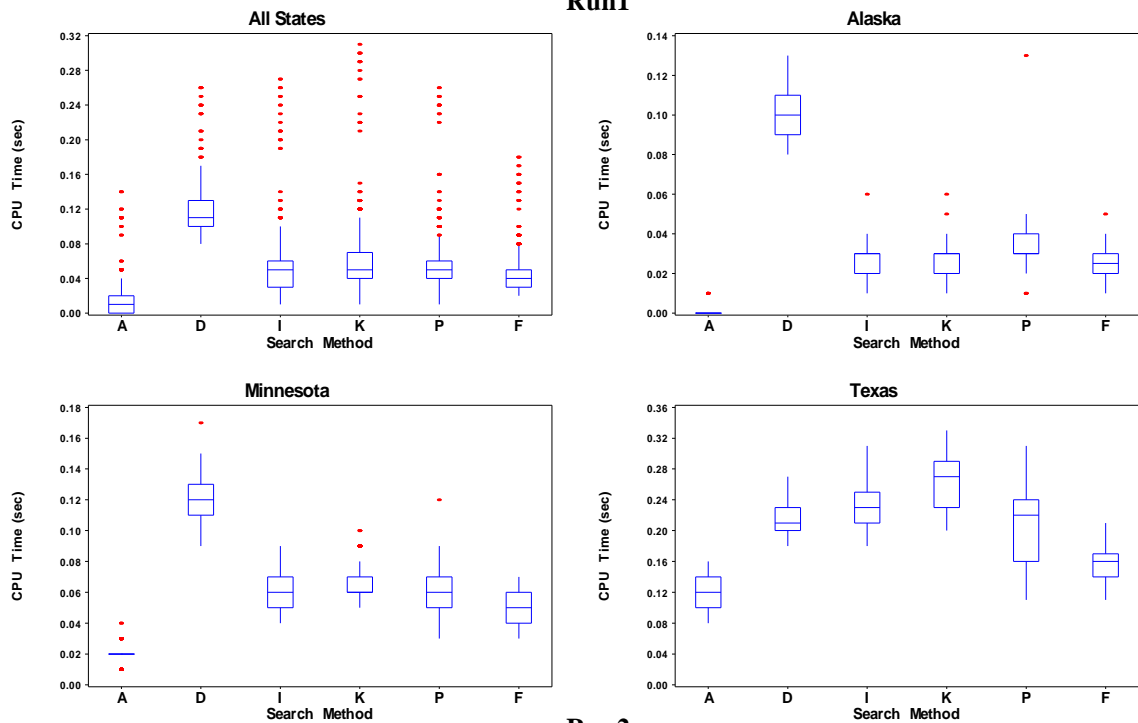 Run1
All States
CPU Time (sec)
0.32
0.28
0.24
0.20
0.16
0.12
0.08
0.04
0.00
A D I K P F
Search Method
Alaska
CPU Time (sec)
0.14
0.12
0.10
0.08
0.06
0.04
0.02
0.00
A D I K P F
Search Method
Minnesota
CPU Time (sec)
0.18
0.16
0.14
0.12
0.10
0.08
0.06
0.04
0.02
0.00
A D I K P F
Search Method
Texas
CPU Time (sec)
0.36
0.32
0.28
0.24
0.20
0.16
0.12
0.08
0.04
0.00
A D I K P F
Search Method